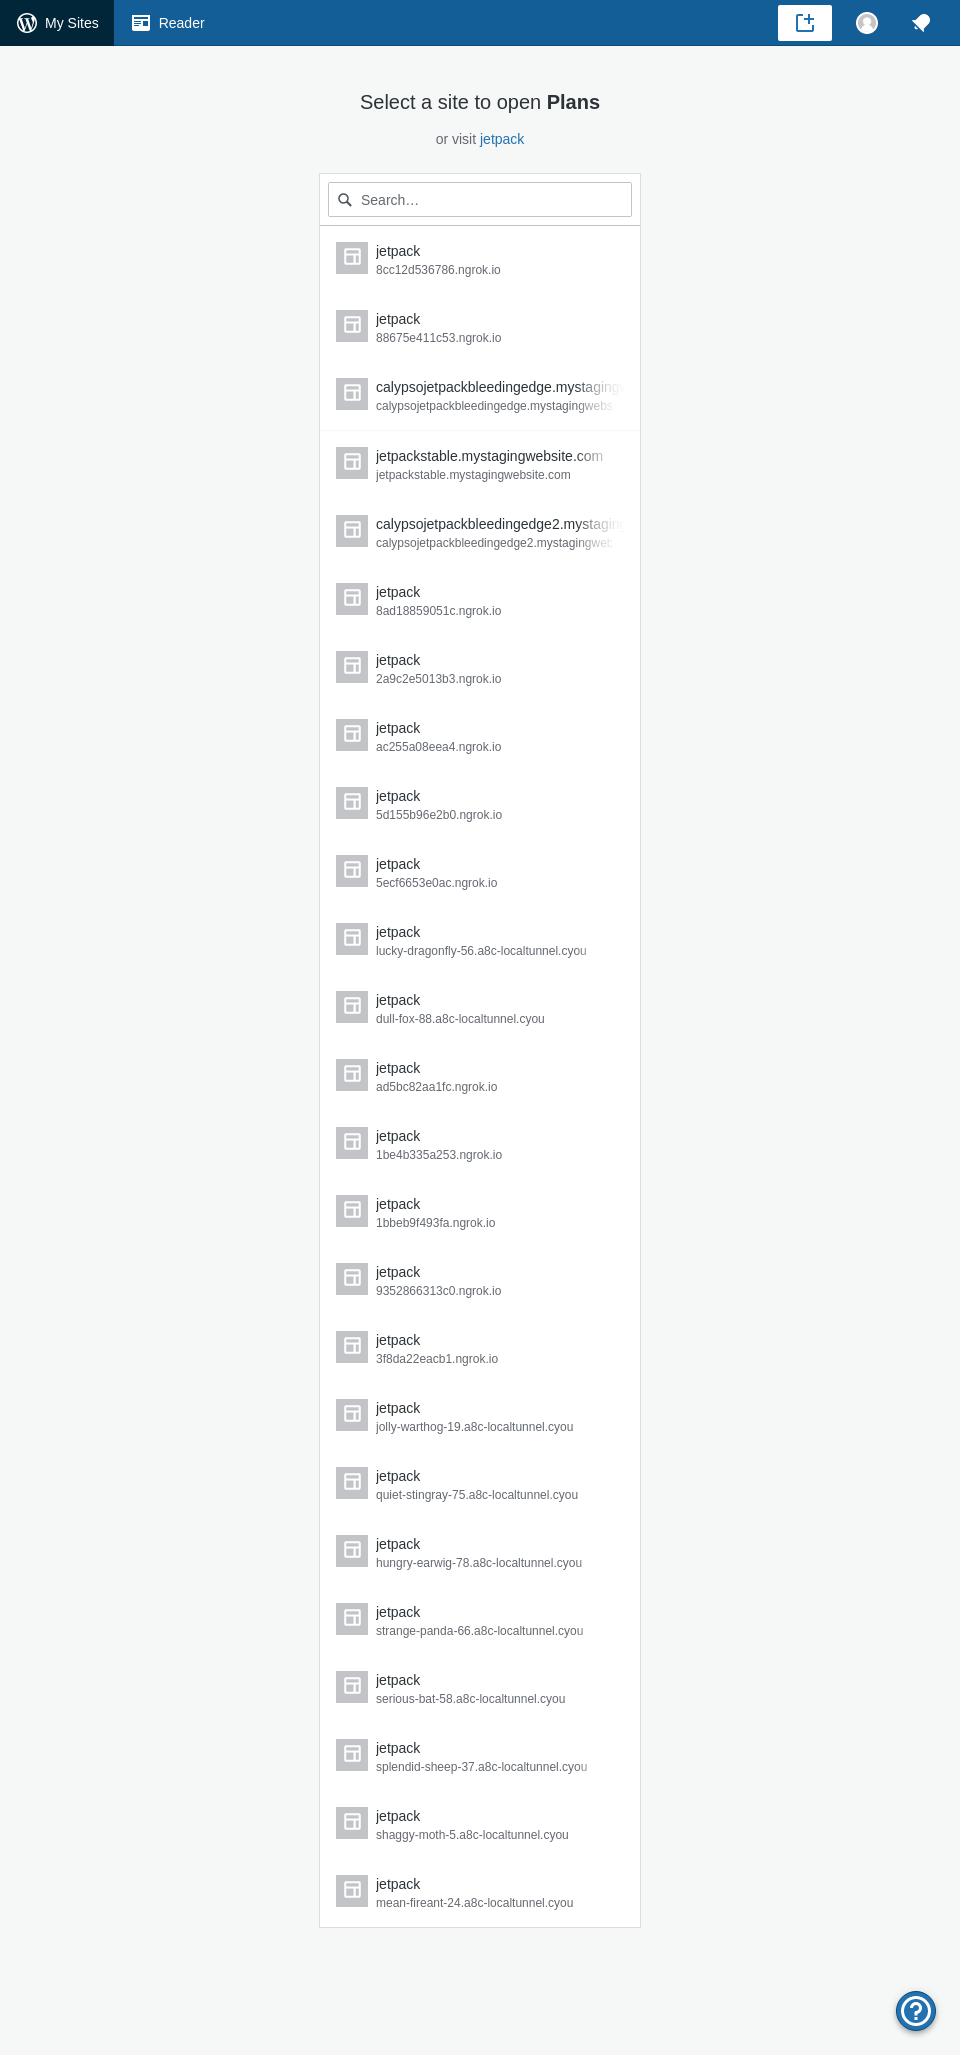 My Sites
Reader
Select a site to open Plans
or visit jetpack
Search…
jetpack
8cc12d536786.ngrok.io
jetpack
88675e411c53.ngrok.io
calypsojetpackbleedingedge.mystagingw
calypsojetpackbleedingedge.mystagingwebs
jetpackstable.mystagingwebsite.com
jetpackstable.mystagingwebsite.com
calypsojetpackbleedingedge2.mystaging
calypsojetpackbleedingedge2.mystagingweb
jetpack
8ad18859051c.ngrok.io
jetpack
2a9c2e5013b3.ngrok.io
jetpack
ac255a08eea4.ngrok.io
jetpack
5d155b96e2b0.ngrok.io
jetpack
5ecf6653e0ac.ngrok.io
jetpack
lucky-dragonfly-56.a8c-localtunnel.cyou
jetpack
dull-fox-88.a8c-localtunnel.cyou
jetpack
ad5bc82aa1fc.ngrok.io
jetpack
1be4b335a253.ngrok.io
jetpack
1bbeb9f493fa.ngrok.io
jetpack
9352866313c0.ngrok.io
jetpack
3f8da22eacb1.ngrok.io
jetpack
jolly-warthog-19.a8c-localtunnel.cyou
jetpack
quiet-stingray-75.a8c-localtunnel.cyou
jetpack
hungry-earwig-78.a8c-localtunnel.cyou
jetpack
strange-panda-66.a8c-localtunnel.cyou
jetpack
serious-bat-58.a8c-localtunnel.cyou
jetpack
splendid-sheep-37.a8c-localtunnel.cyou
jetpack
shaggy-moth-5.a8c-localtunnel.cyou
jetpack
mean-fireant-24.a8c-localtunnel.cyou